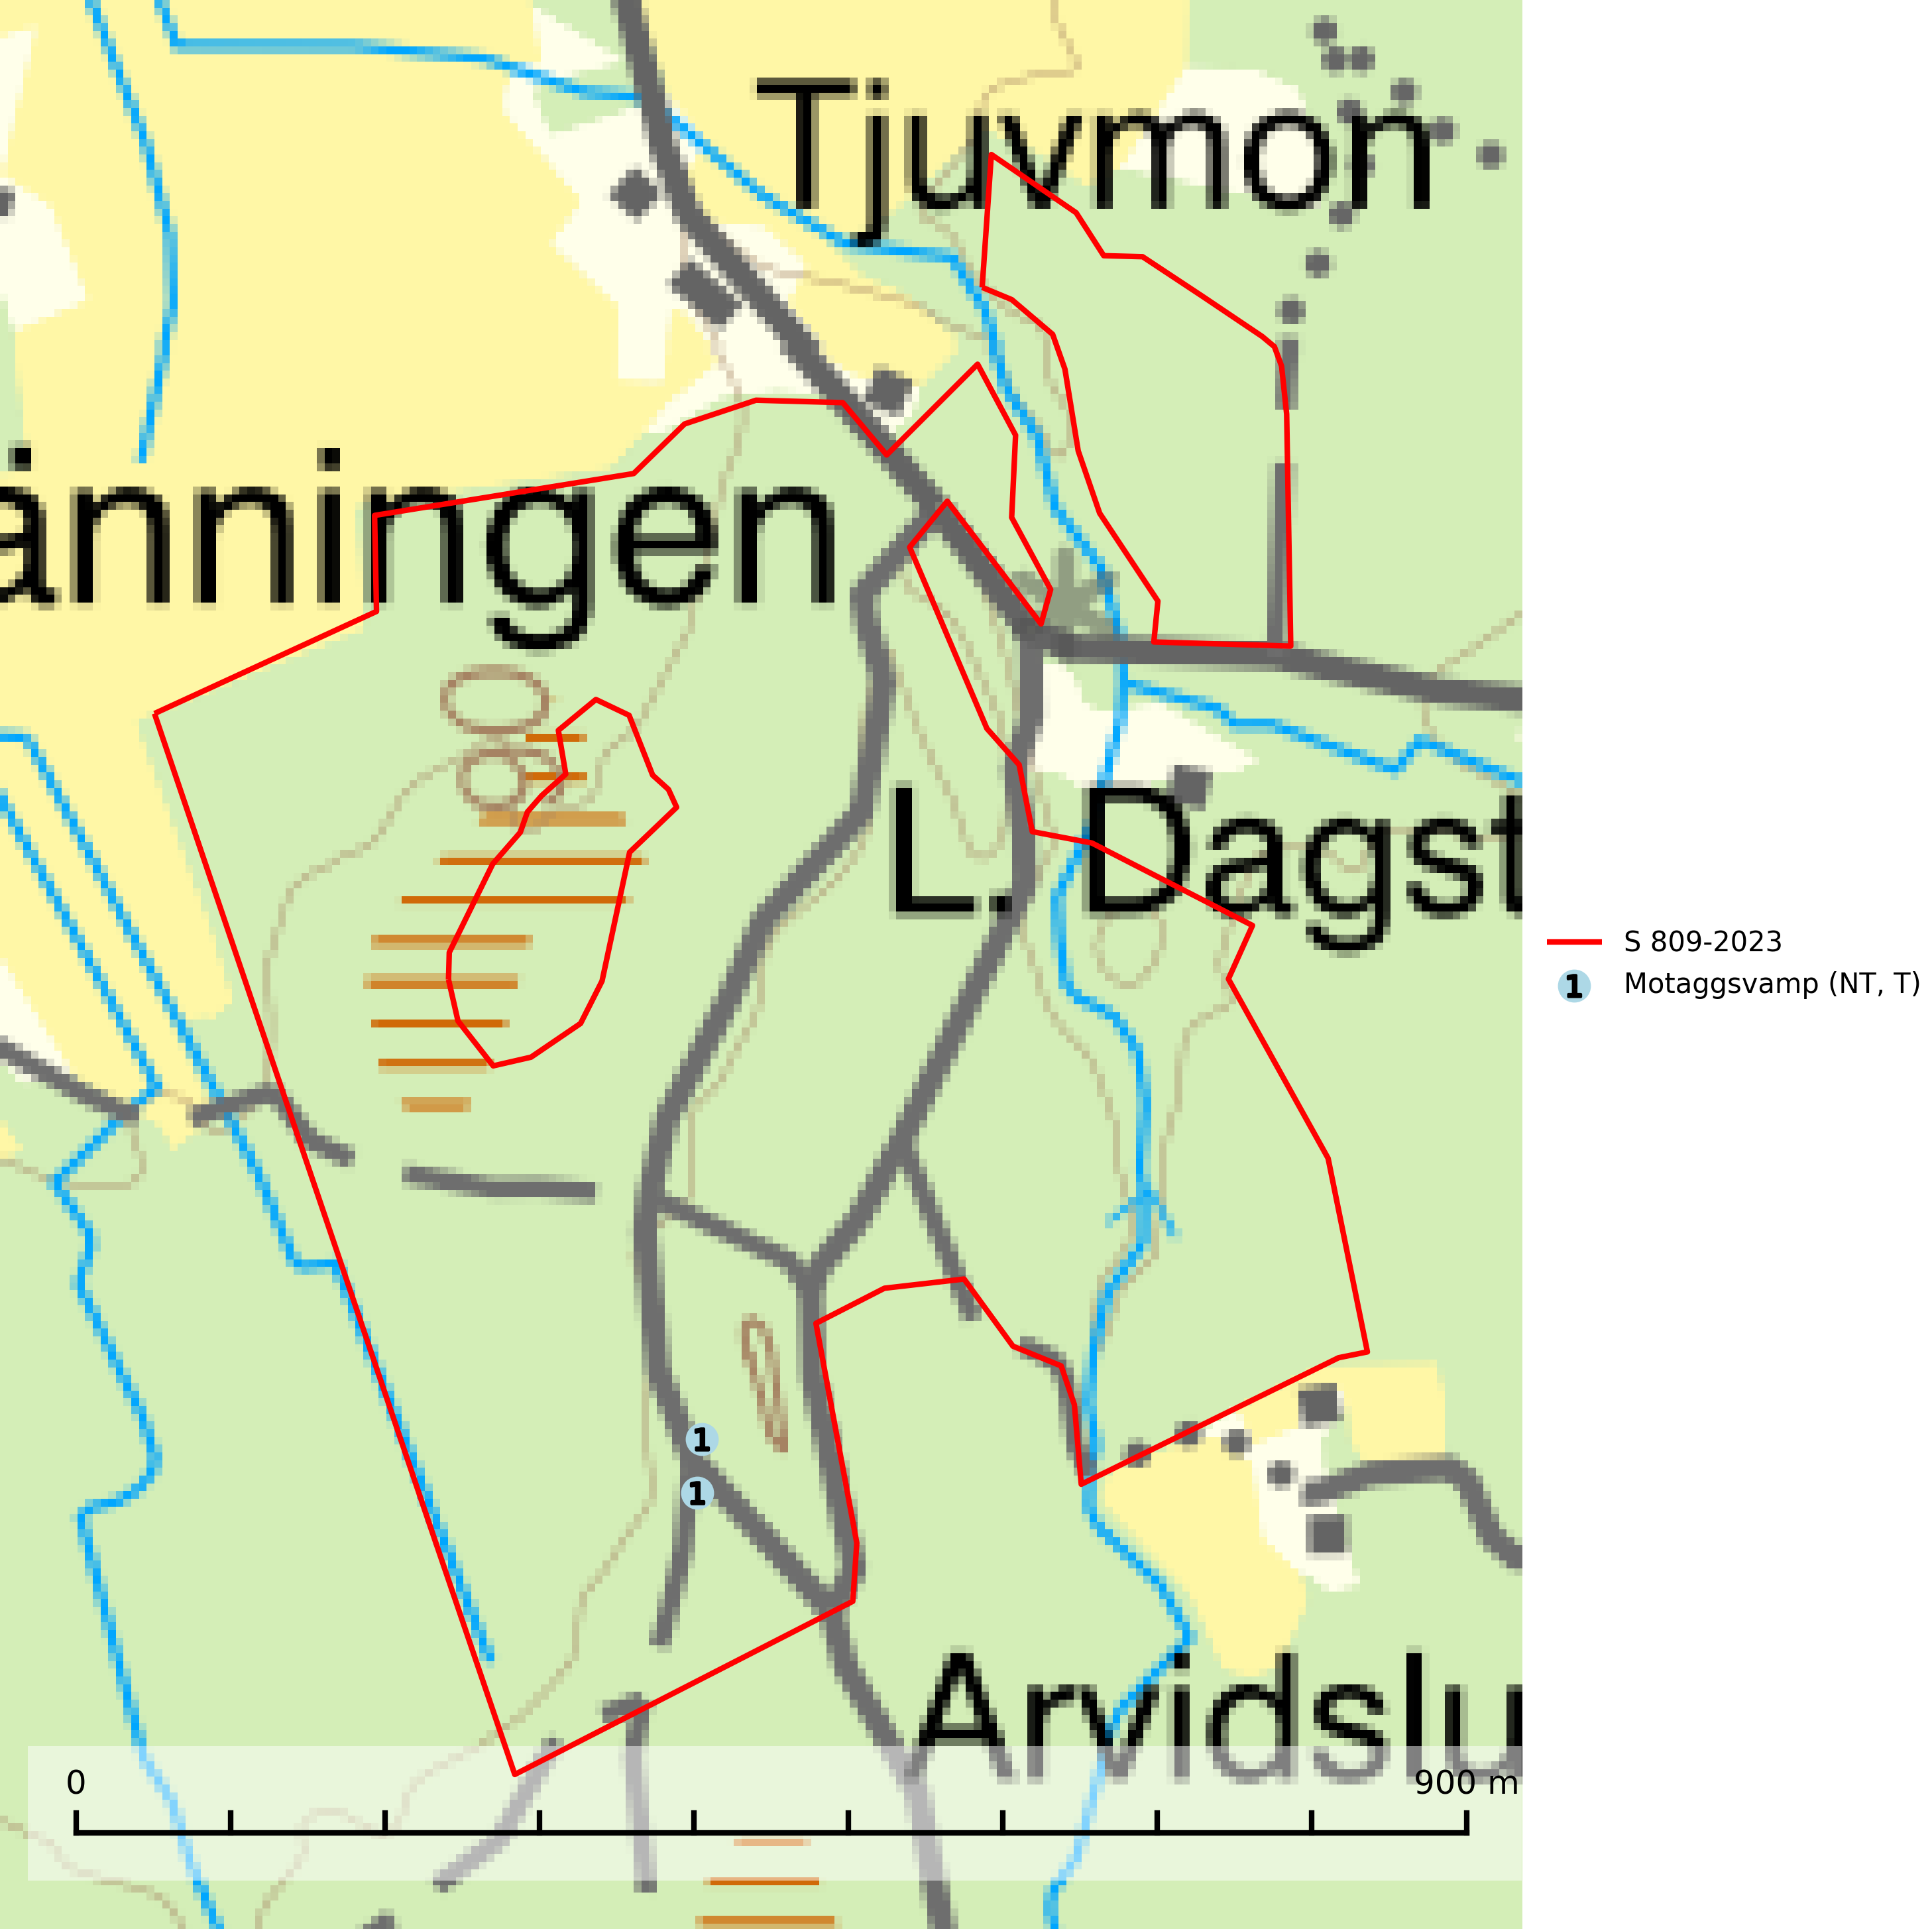 Tjuvmon
änningen
L. Dagst
S 809-2023
1 Motaggsvamp (NT, T)
1
1
Arvidslu
0 900 m